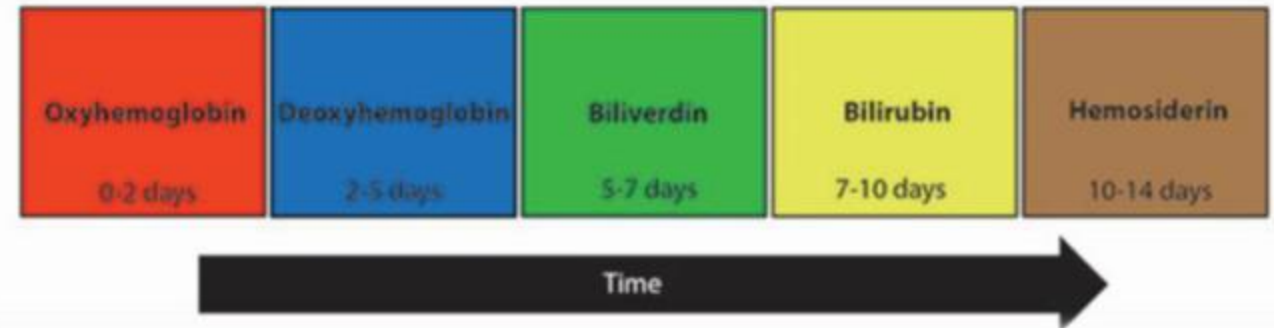 Oxyhemoglobin Deoxyhemoglobin Biliverdin Bilirubin Hemosiderin
0-2 days 2-5 days 5-7 days 7-10 days 10-14 days
Time